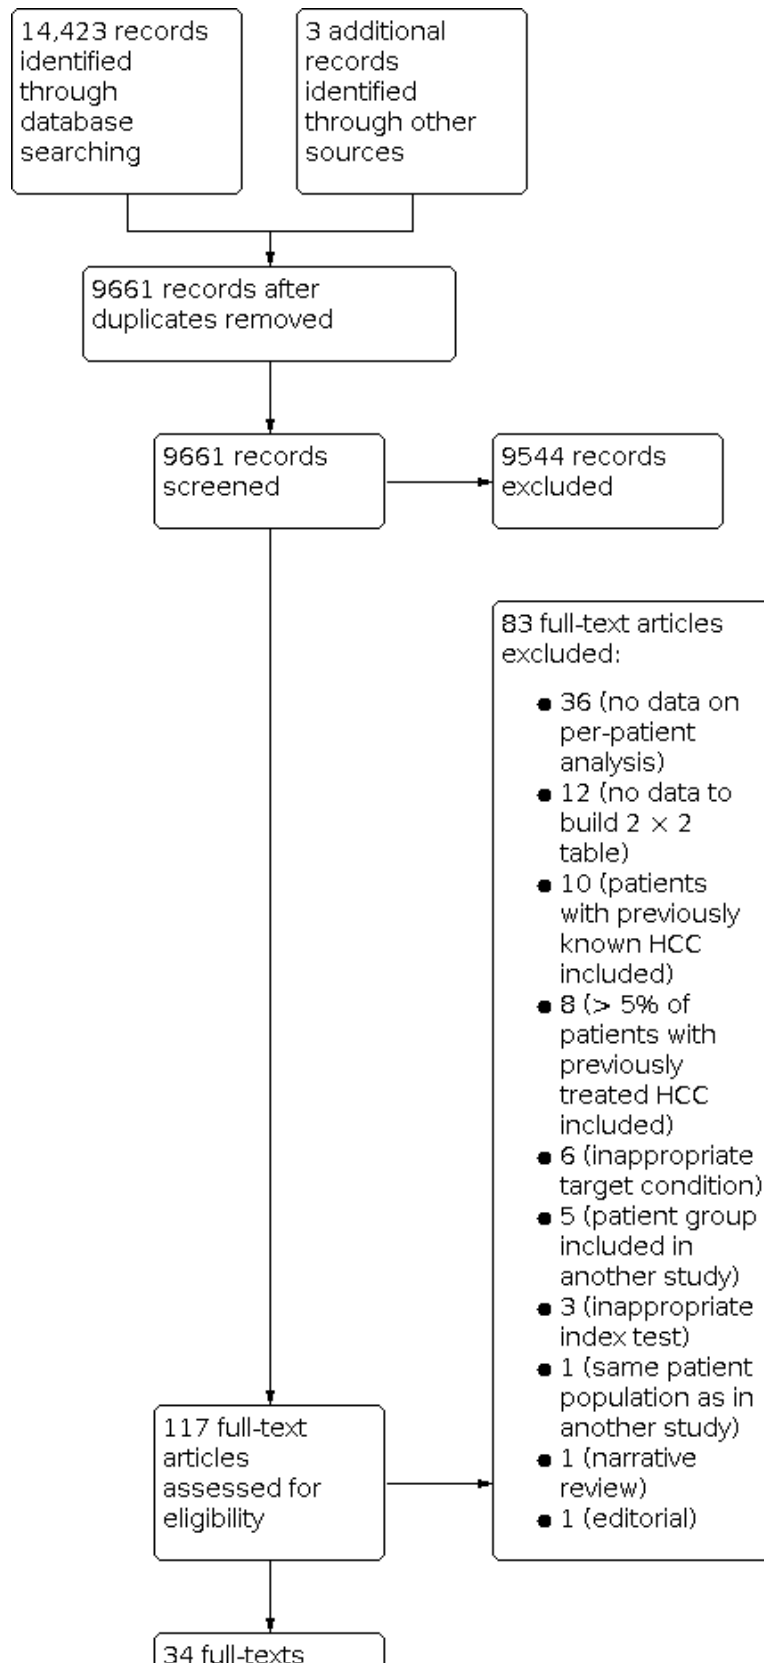 14,423 records
identified
through
database
searching
3 additional
records
identified
through other
sources
9661 records after
duplicates removed
9661 records
screened
9544 records
excluded
83 full-text articles
excluded:
● 36 (no data on
per-patient
analysis)
● 12 (no data to
build 2 × 2
table)
● 10 (patients
with previously
known HCC
included)
● 8 (> 5% of
patients with
previously
treated HCC
included)
● 6 (inappropriate
target condition)
● 5 (patient group
included in
another study)
● 3 (inappropriate
index test)
● 1 (same patient
population as in
another study)
● 1 (narrative
review)
● 1 (editorial)
117 full-text
articles
assessed for
eligibility
34 full-texts